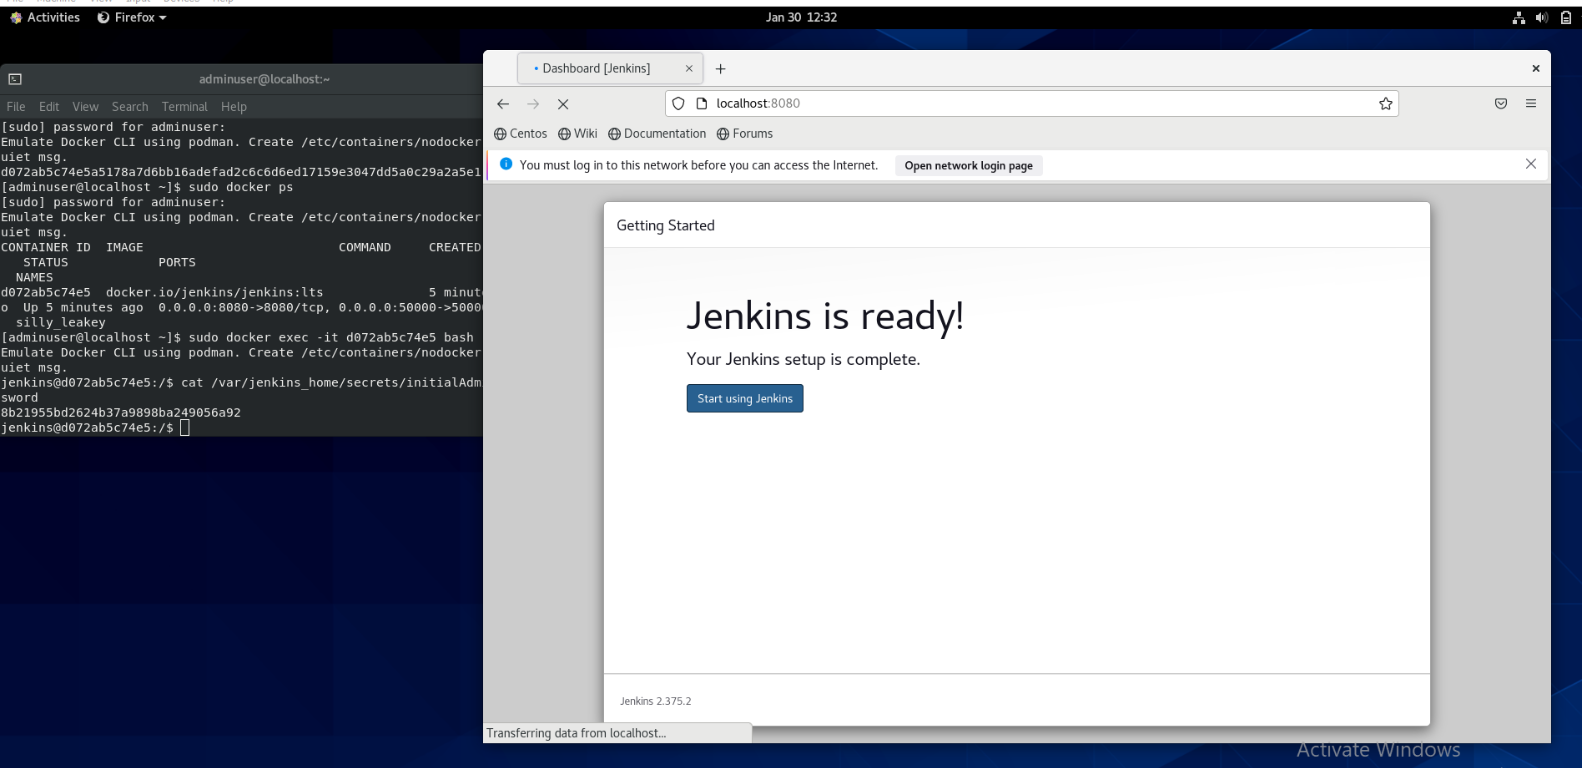 File Machine View Input Devices Help
Activities Firefox
Jan 30 12:32
adminuser@localhost:~
File Edit View Search Terminal Help
[sudo] password for adminuser:
Emulate Docker CLI using podman. Create /etc/containers/nodocker
uiet msg.
d072ab5c74e5a5178a7d6bb16adefad2c6c6d6ed17159e3047dd5a0c29a2a5e1
[adminuser@localhost ~]$ sudo docker ps
[sudo] password for adminuser:
Emulate Docker CLI using podman. Create /etc/containers/nodocker
uiet msg.
CONTAINER ID IMAGE COMMAND CREATED
STATUS PORTS
NAMES
d072ab5c74e5 docker.io/jenkins/jenkins:lts 5 minut
o Up 5 minutes ago 0.0.0.0:8080->8080/tcp, 0.0.0.0:50000->5000
silly_leakey
[adminuser@localhost ~]$ sudo docker exec -it d072ab5c74e5 bash
Emulate Docker CLI using podman. Create /etc/containers/nodocker
uiet msg.
jenkins@d072ab5c74e5:/$ cat /var/jenkins_home/secrets/initialAdm
sword
8b21955bd2624b37a9898ba249056a92
jenkins@d072ab5c74e5:/$
Dashboard [Jenkins]
localhost:8080
Centos Wiki Documentation Forums
You must log in to this network before you can access the Internet. Open network login page
Getting Started
Jenkins is ready!
Your Jenkins setup is complete.
Start using Jenkins
Jenkins 2.375.2
Transferring data from localhost...
Activate Windows